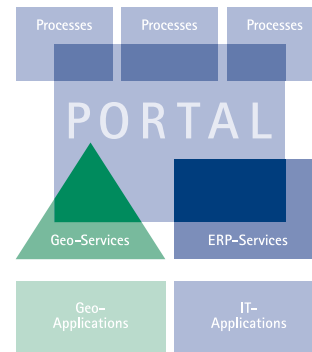 Processes Processes Processes
PORTAL
Geo-Services ERP-Services
Geo-
Applications
IT-
Applications